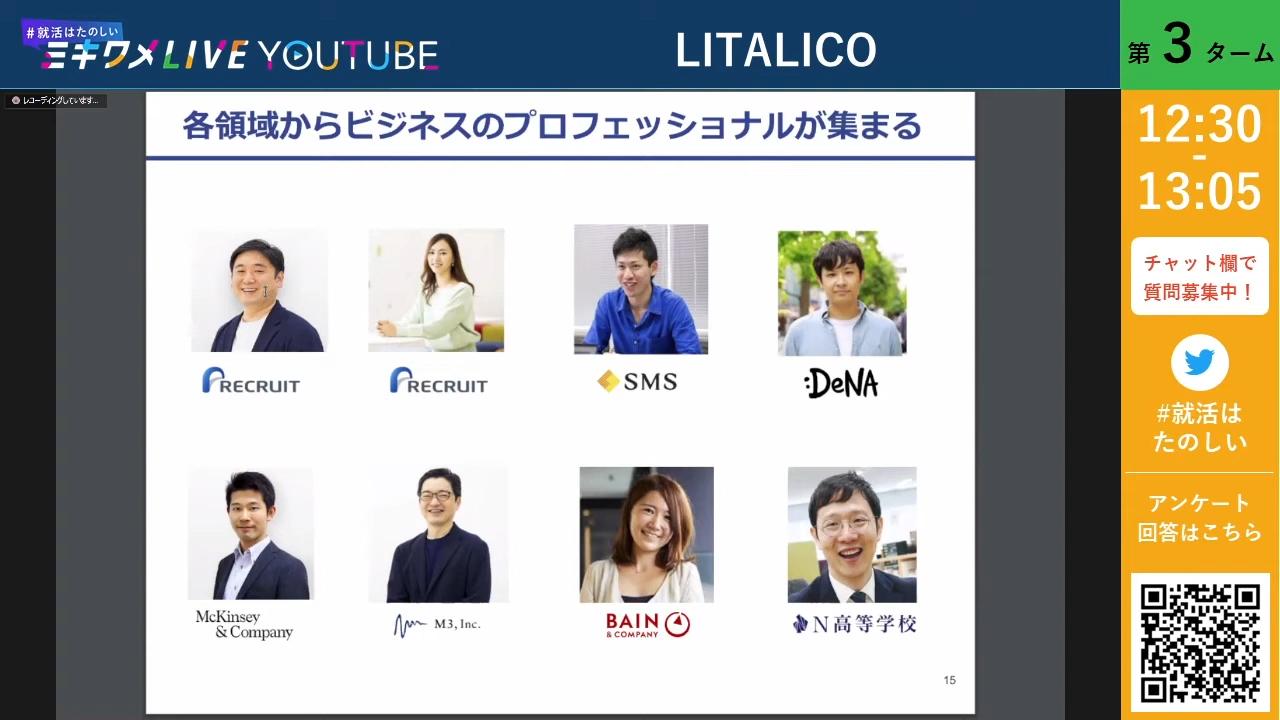 #就活はたのしい
ミキワメLIVE YOUTUBE
LITALICO
第3ターム
レコーディングしています...
各領域からビジネスのプロフェッショナルが集まる
RECRUIT
RECRUIT
SMS
:DeNA
McKinsey
& Company
M3, Inc.
BAIN
& COMPANY
N高等学校
15
12:30
-
13:05
チャット欄で
質問募集中！
#就活は
たのしい
アンケート
回答はこちら